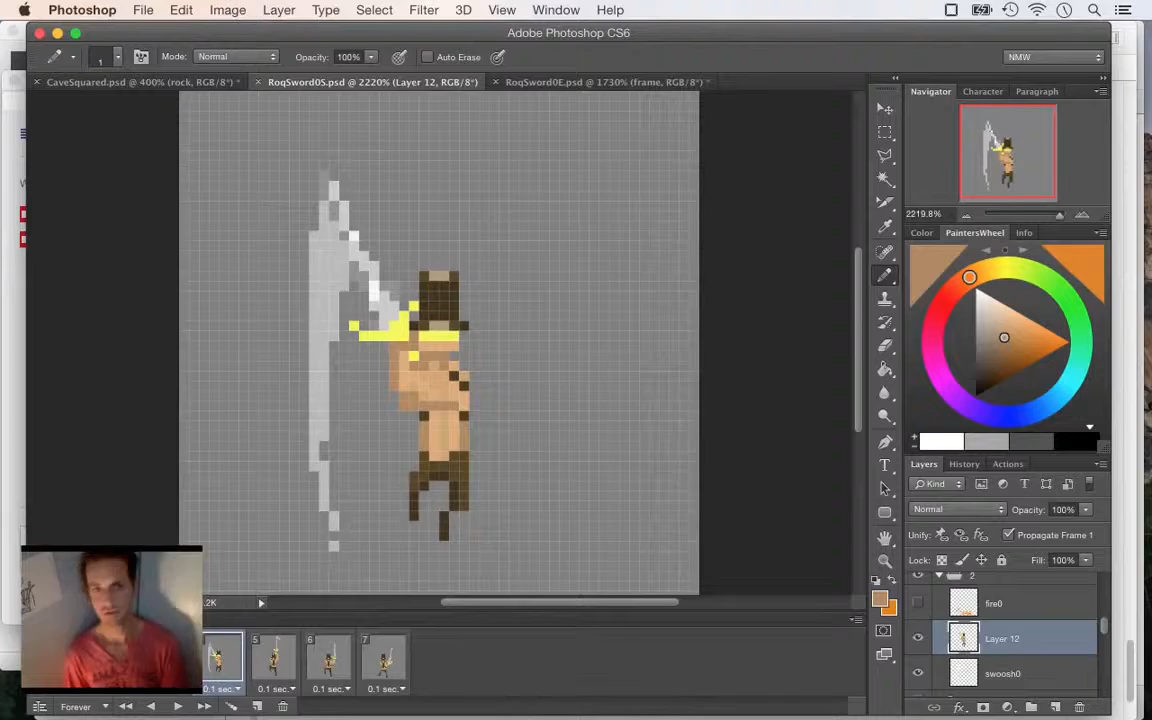 Photoshop File Edit Image Layer Type Select Filter 3D View Window Help
Adobe Photoshop CS6
1 Mode: Normal Opacity: 100% Auto Erase NMW
CaveSquared.psd @ 400% (rock, RGB/8*) * RoqSword0S.psd @ 2220% (Layer 12, RGB/8*) RoqSword0E.psd @ 1730% (frame, RGB/8*) *
Navigator Character Paragraph
2219.8%
Color PaintersWheel Info
Layers History Actions
Kind
Normal Opacity: 100%
Unify: Propagate Frame 1
Lock: Fill: 100%
2
fire0
Layer 12
swoosh0
.2K
5 6 7
0.1 sec. 0.1 sec. 0.1 sec. 0.1 sec.
Forever